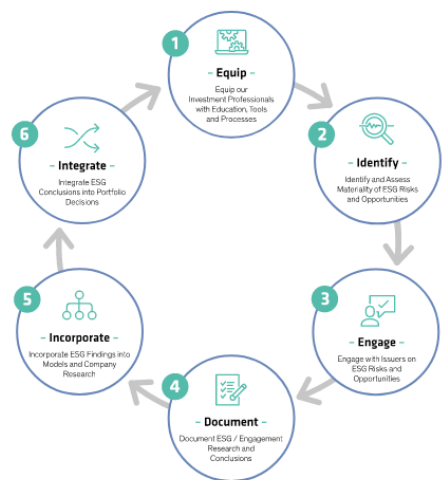 1
- Equip -
Equip our
Investment Professionals
with Education, Tools
and Processes
2
- Identify -
Identify and Assess
Materiality of ESG Risks
and Opportunities
3
- Engage -
Engage with Issuers on
ESG Risks and
Opportunities
4
- Document -
Document ESG / Engagement
Research and
Conclusions
5
- Incorporate -
Incorporate ESG Findings into
Models and Company
Research
6
- Integrate -
Integrate ESG
Conclusions into Portfolio
Decisions